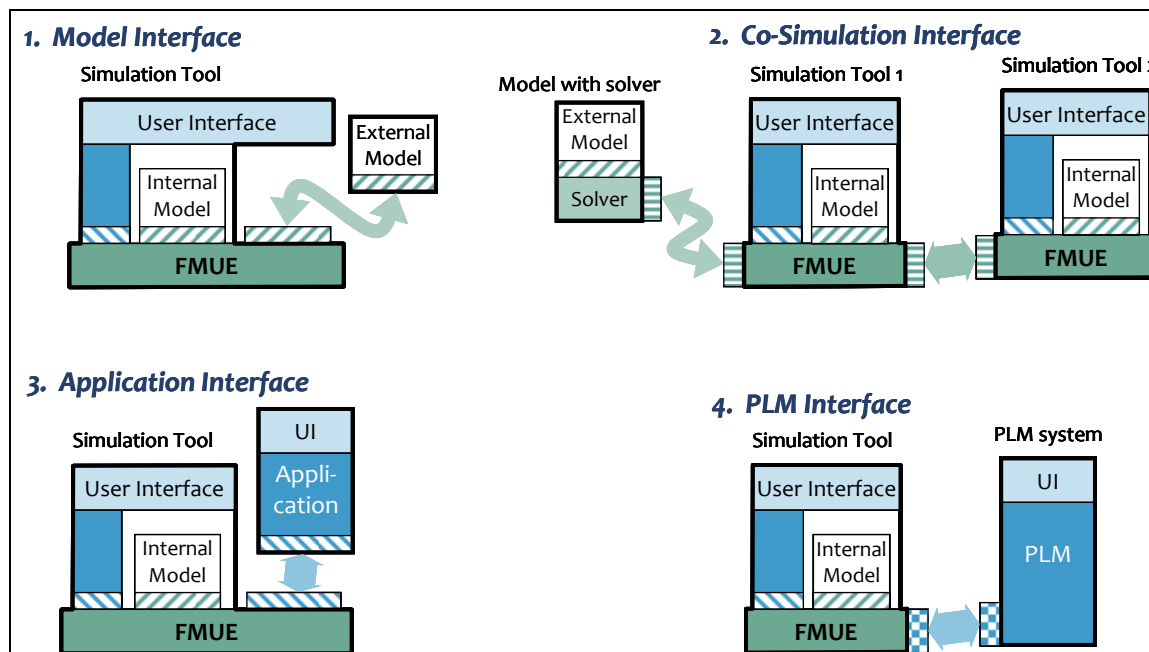 1. Model Interface
Simulation Tool
User Interface
External
Model
Internal
Model
FMUE
2. Co-Simulation Interface
Model with solver
External
Model
Solver
Simulation Tool 1
User Interface
Internal
Model
FMUE
Simulation Tool 2
User Interface
Internal
Model
FMUE
3. Application Interface
Simulation Tool
User Interface
Internal
Model
FMUE
UI
Appli-
cation
4. PLM Interface
Simulation Tool
User Interface
Internal
Model
FMUE
PLM system
UI
PLM